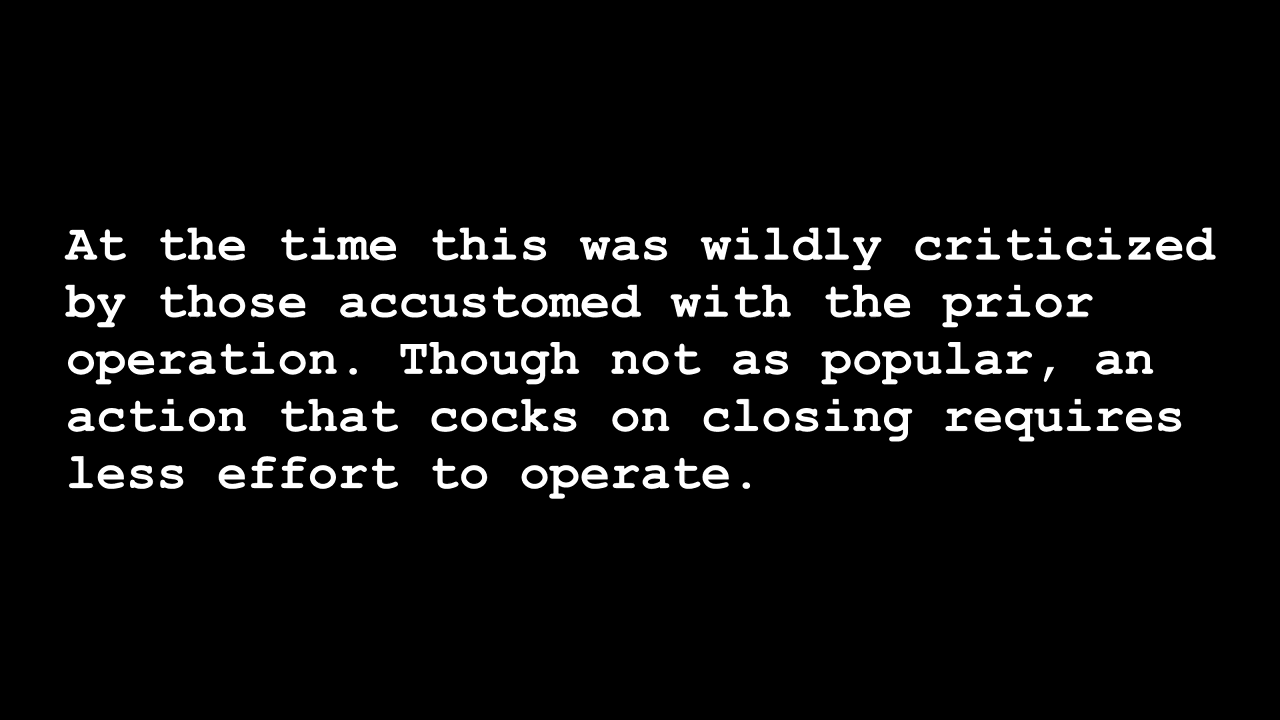 At the time this was wildly criticized
by those accustomed with the prior
operation. Though not as popular, an
action that cocks on closing requires
less effort to operate.